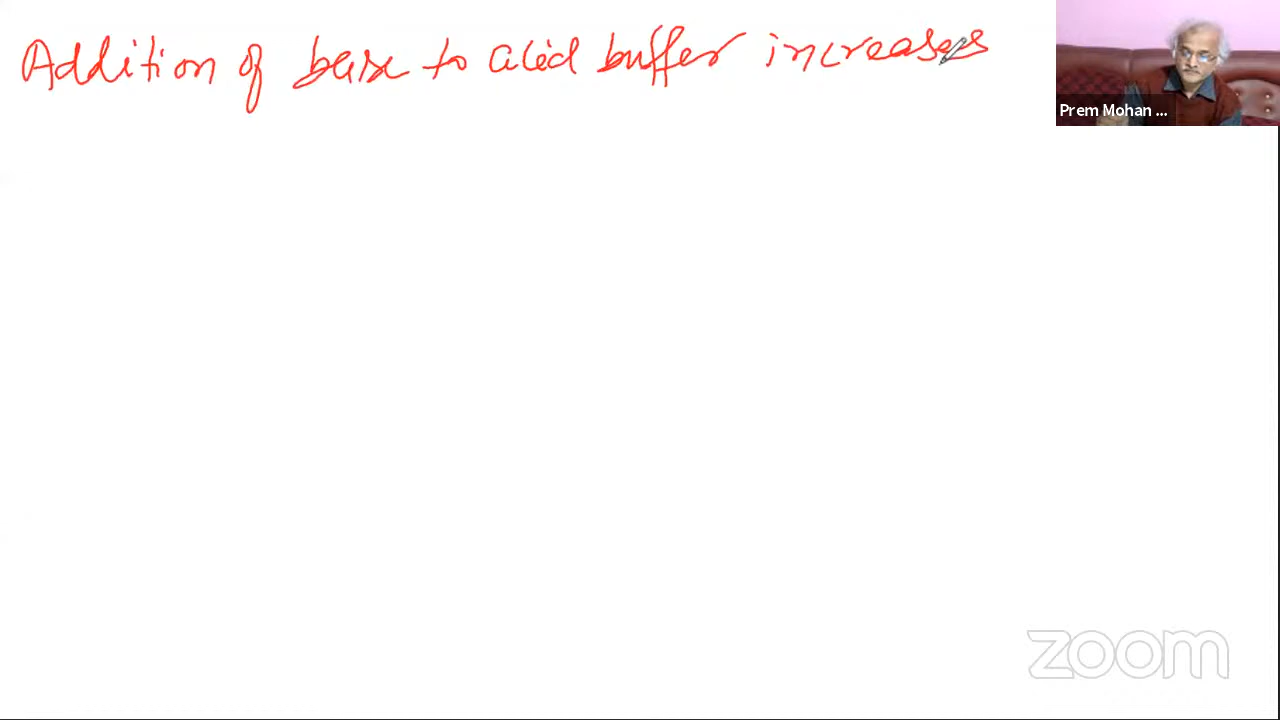 Addition of base to acid buffer increases
Prem Mohan ...
zoom